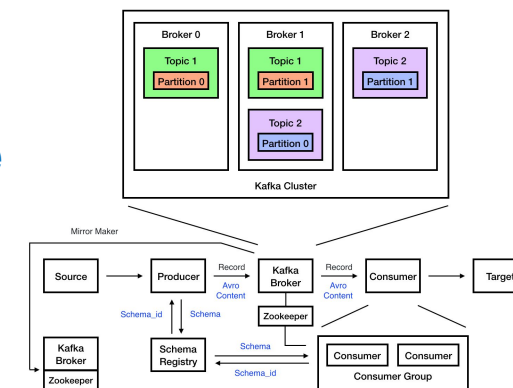 Broker 0
Broker 1
Broker 2
Topic 1
Topic 1
Topic 2
Partition 0
Partition 1
Partition 1
Topic 2
Partition 0
Kafka Cluster
Mirror Maker
Source
Producer
Record
Avro
Content
Kafka
Broker
Record
Avro
Content
Consumer
Target
Zookeeper
Schema_id
Schema
Kafka
Broker
Zookeeper
Schema
Registry
Schema
Schema_id
Consumer
Consumer
Consumer Group